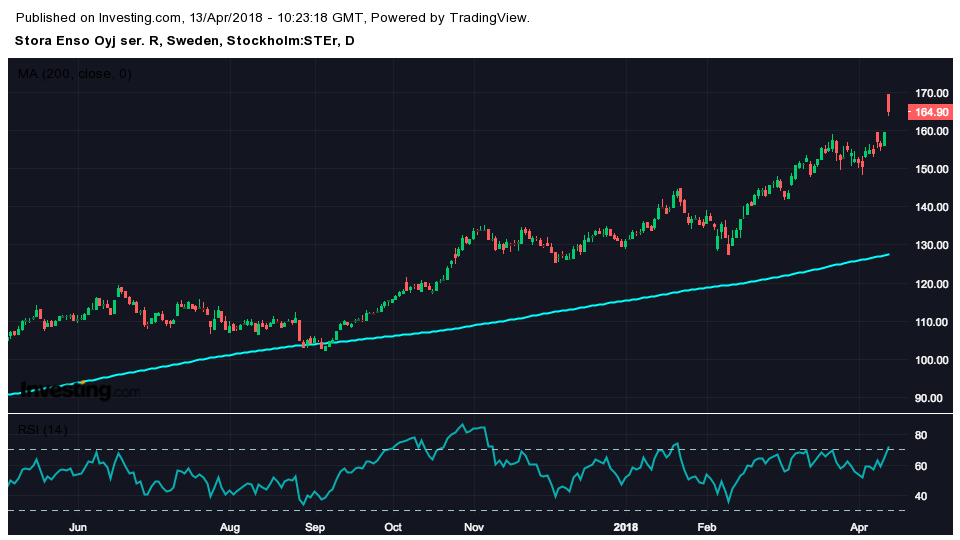 Published on Investing.com, 13/Apr/2018 - 10:23:18 GMT, Powered by TradingView.
Stora Enso Oyj ser. R, Sweden, Stockholm:STEr, D
MA (200, close, 0)
170.00
164.90
160.00
150.00
140.00
130.00
120.00
110.00
100.00
90.00
Investing.com
RSI (14)
80
60
40
Jun Aug Sep Oct Nov 2018 Feb Apr